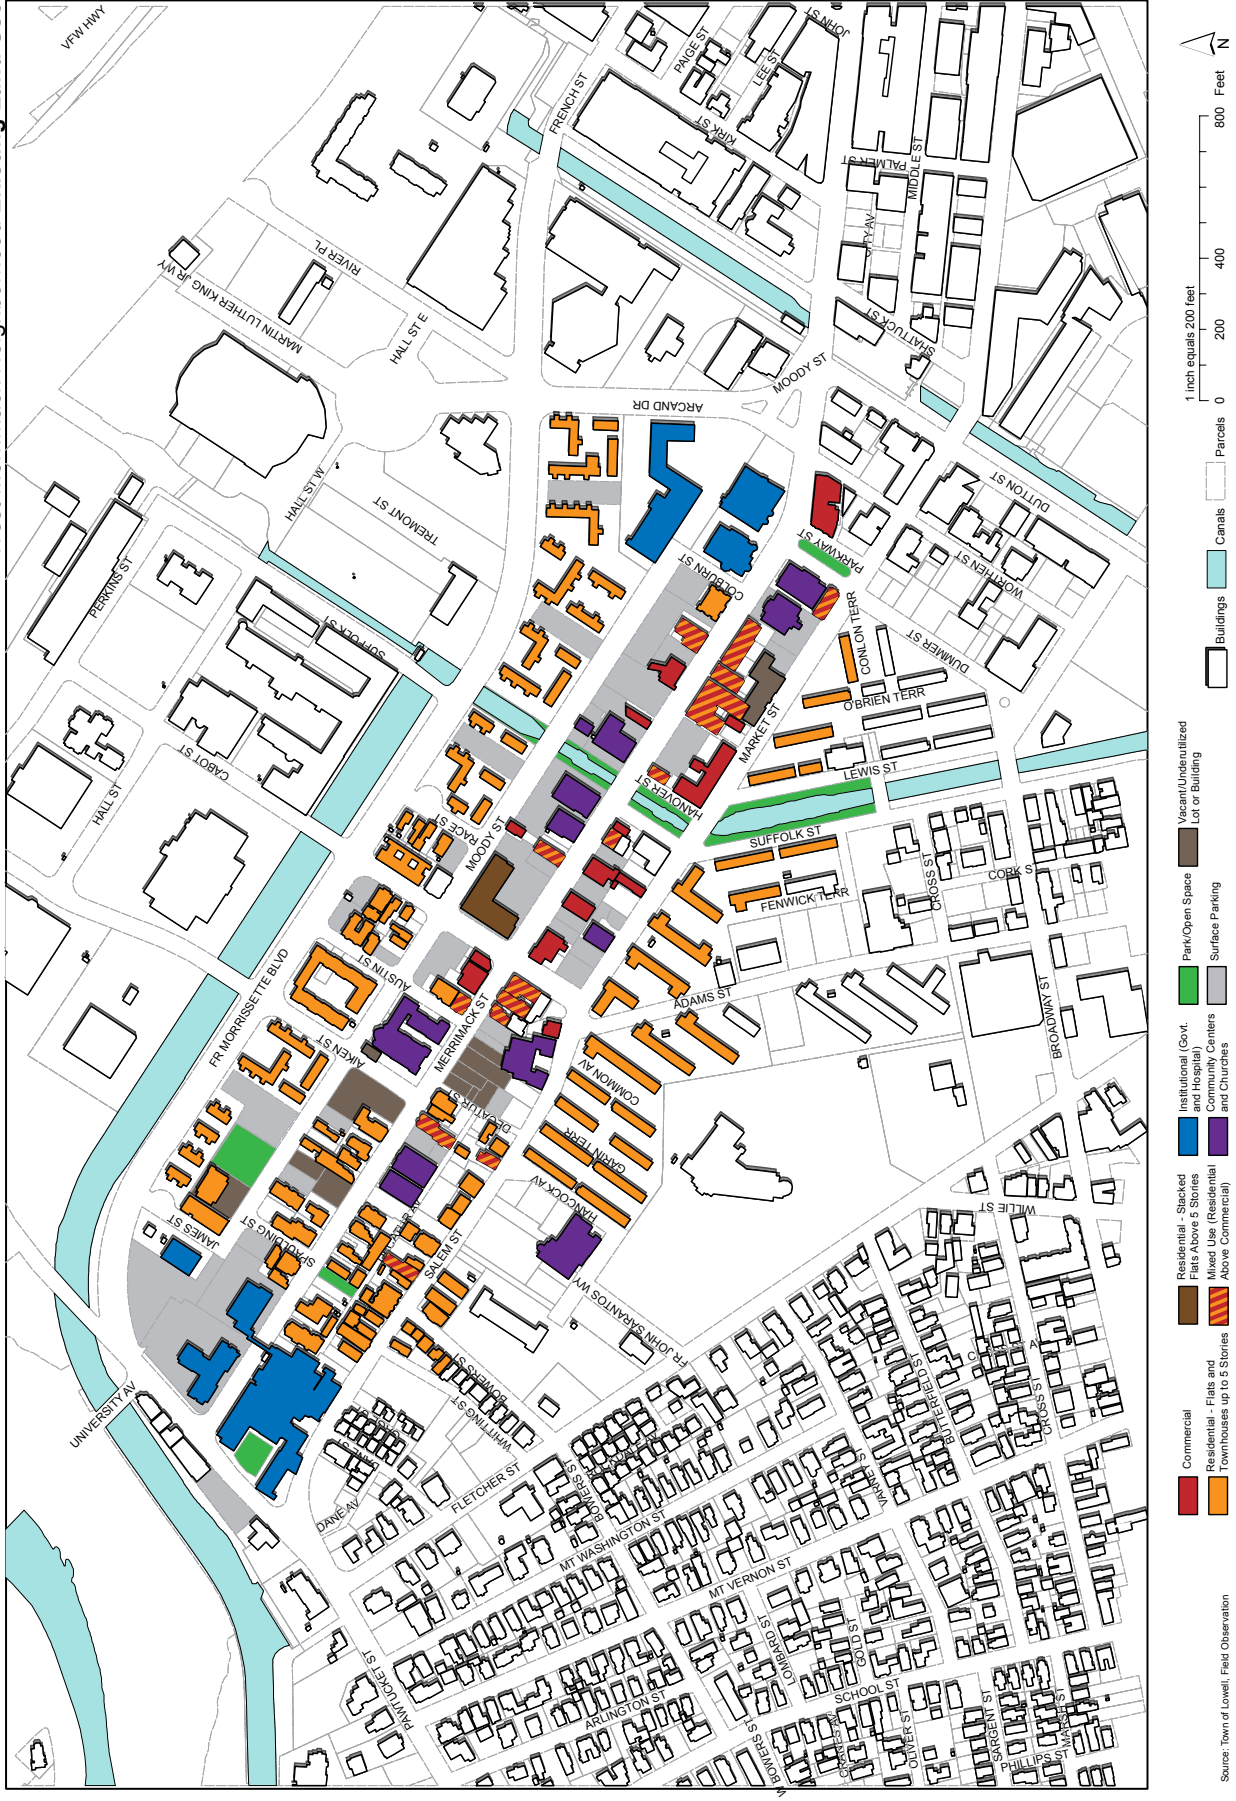 VFW HWY
JOHN ST
PAIGE ST
LEE ST
FRENCH ST
KIRK ST
MIDDLE ST
PALMER ST
RIVER PL
MARTIN LUTHER KING JR WY
HALL ST E
SHATTUCK ST
MOODY ST
ARCAND DR
HALL ST W
TREMONT ST
PERKINS ST
DUTTON ST
WORTHEN ST
PARKWAY ST
COLBURN ST
CONLON TERR
DUMMER ST
O'BRIEN TERR
MARKET ST
LEWIS ST
CABOT ST
HALL ST
HANOVER ST
SUFFOLK ST
RACE ST
MOODY ST
FENWICK TERR
CROSS ST
CORK S
FR MORRISSETTE BLVD
AUSTIN ST
AIKEN ST
MERRIMACK ST
ADAMS ST
BROADWAY ST
DECATUR ST
COMMON AV
GARIN TERR
HANCOCK AV
WILLIE ST
JAMES ST
SPAULDING ST
SALEM ST
FR JOHN SARANTOS WY
UNIVERSITY AV
BOWERS ST
WHITING ST
BUTTERFIELD ST
CROSS ST
DANE AV
FLETCHER ST
BOWERS ST
VARNEY ST
MT WASHINGTON ST
MT VERNON ST
LOMBARD ST
GOLD ST
PAWTUCKET ST
ARLINGTON ST
SCHOOL ST
W BOWERS ST
OLIVER ST
SARGENT ST
MARSH ST
PHILLIPS ST
N
1 inch equals 200 feet
0 200 400 800 Feet
Buildings
Canals
Parcels
Commercial
Residential - Flats and
Townhouses up to 5 Stories
Residential - Stacked
Flats Above 5 Stories
Mixed Use (Residential
Above Commercial)
Institutional (Govt.
and Hospital)
Community Centers
and Churches
Park/Open Space
Surface Parking
Vacant/Underutilized
Lot or Building
Source: Town of Lowell, Field Observation